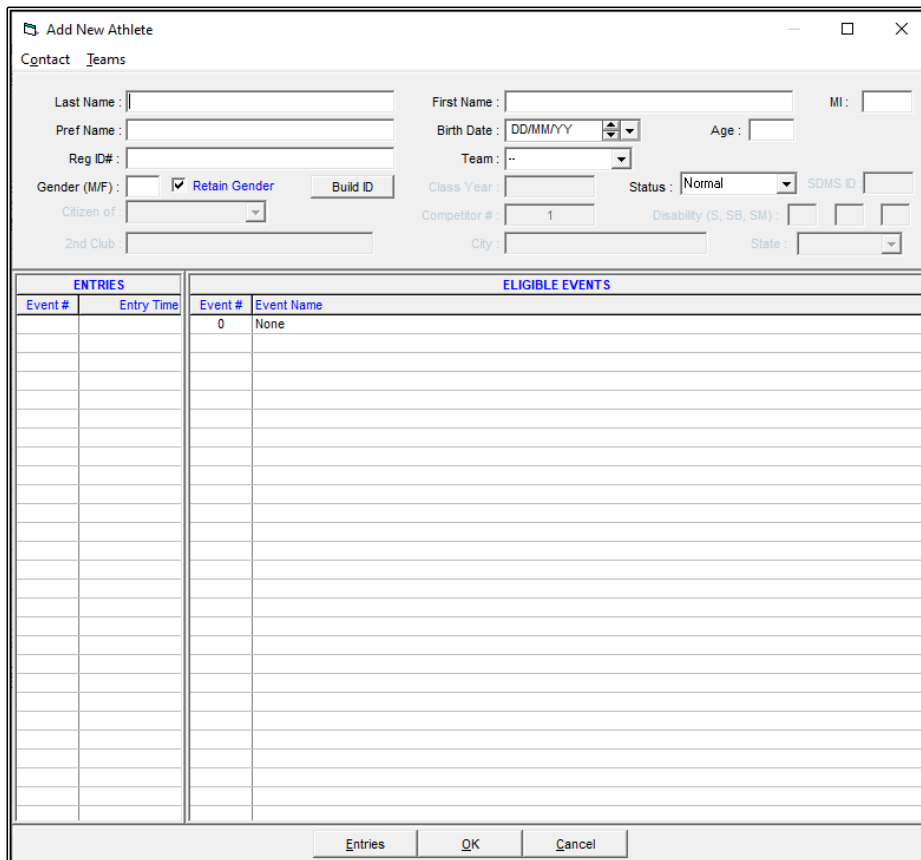 Add New Athlete
Contact Teams
Last Name : First Name : MI :
Pref Name : Birth Date : DD/MM/YY Age :
Reg ID# : Team : --
Gender (M/F) : Retain Gender Build ID Class Year : Status : Normal SDMS ID :
Citizen of : Competitor # : 1 Disability (S, SB, SM) :
2nd Club : City : State :
ENTRIES ELIGIBLE EVENTS
Event # Entry Time Event # Event Name
0 None
Entries OK Cancel